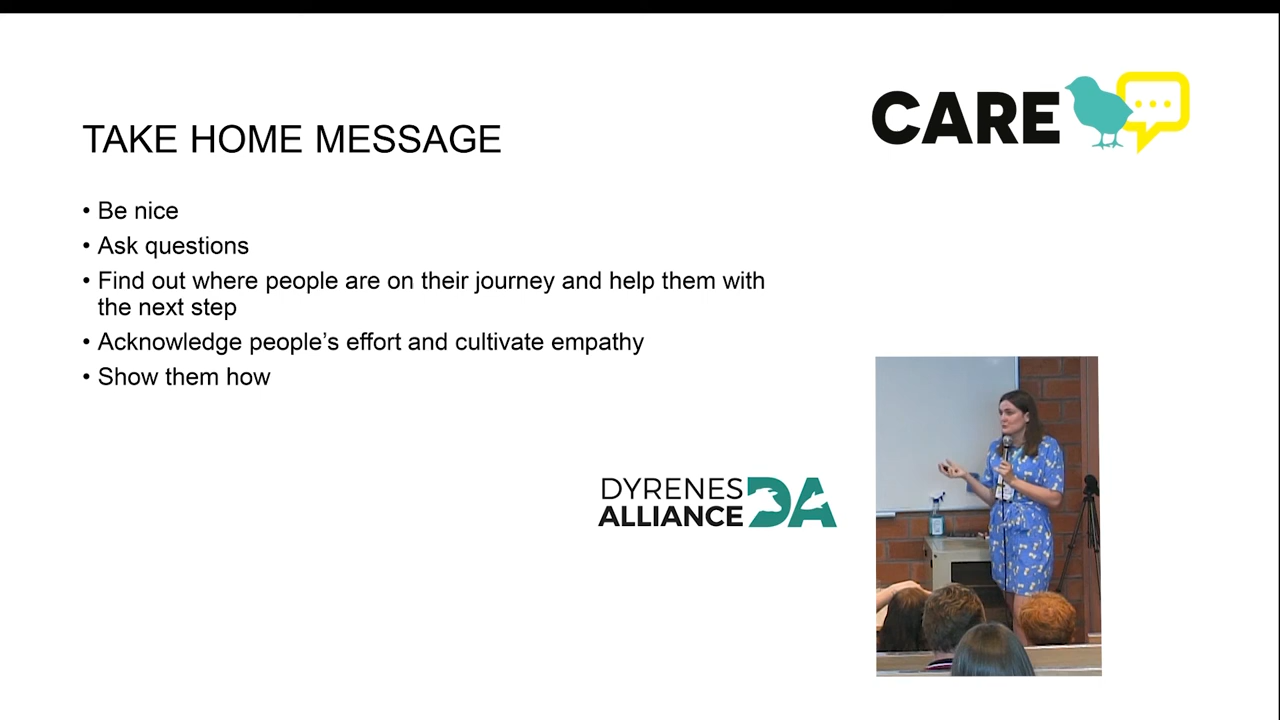 CARE
TAKE HOME MESSAGE
• Be nice
• Ask questions
• Find out where people are on their journey and help them with
the next step
• Acknowledge people’s effort and cultivate empathy
• Show them how
DYRENES
ALLIANCE DA